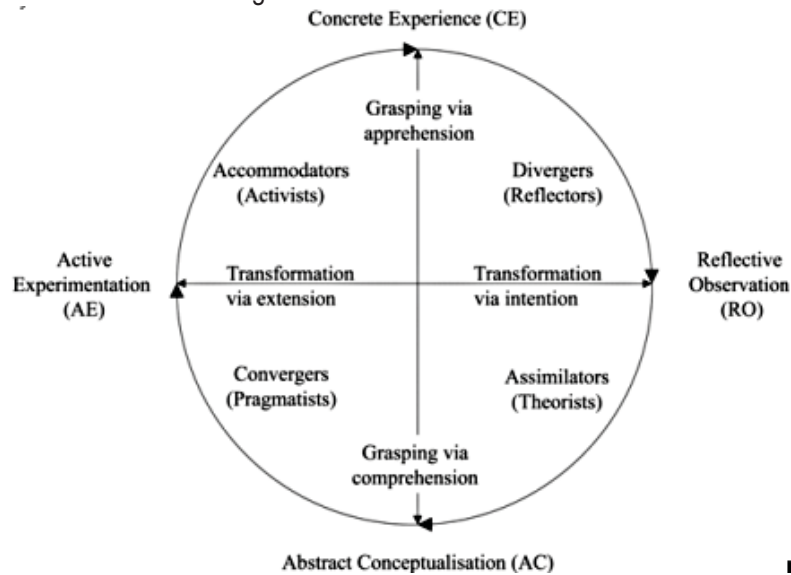 Concrete Experience (CE)
Grasping via
apprehension
Accommodators
(Activists)
Divergers
(Reflectors)
Active
Experimentation
(AE)
Transformation
via extension
Transformation
via intention
Reflective
Observation
(RO)
Convergers
(Pragmatists)
Assimilators
(Theorists)
Grasping via
comprehension
Abstract Conceptualisation (AC)